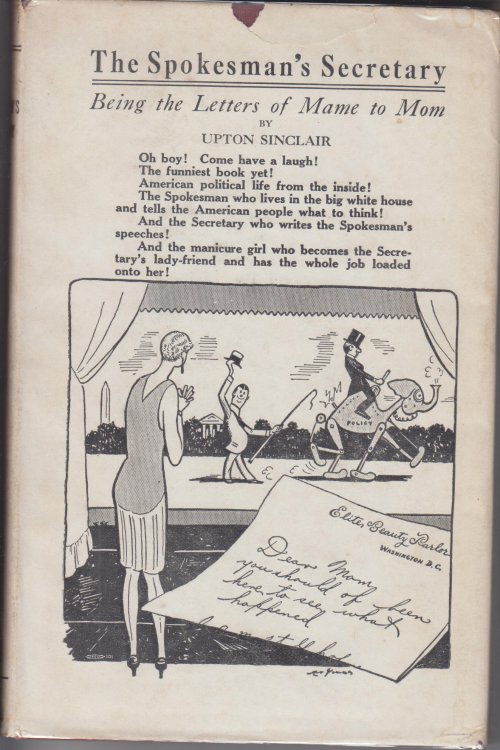 The Spokesman's Secretary
Being the Letters of Mame to Mom
BY
UPTON SINCLAIR
Oh boy! Come have a laugh!
The funniest book yet!
American political life from the inside!
The Spokesman who lives in the big white house
and tells the American people what to think!
And the Secretary who writes the Spokesman's
speeches!
And the manicure girl who becomes the Secre-
tary's lady-friend and has the whole job loaded
onto her!
POLICY
Elite Beauty Parlor
WASHINGTON D.C.
Dear Mom
you should of been
here to see what
happened